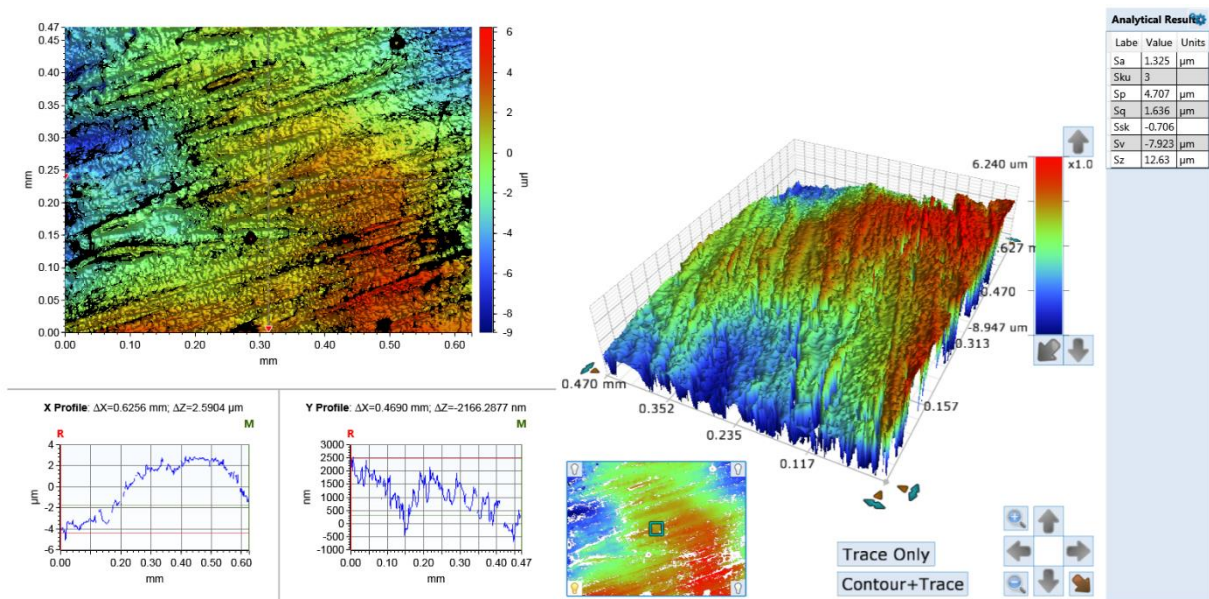 0.47
0.40
0.35
0.30
0.25
0.20
0.15
0.10
0.05
0.00
mm
0.00 0.10 0.20 0.30 0.40 0.50 0.62
mm
6
4
2
0
-2
-4
-6
-9
µm
X Profile: ΔX=0.6256 mm; ΔZ=2.5904 µm
R M
4
2
0
-2
-4
-6
µm
0.00 0.10 0.20 0.30 0.40 0.50 0.62
mm
Y Profile: ΔX=0.4690 mm; ΔZ=-2166.2877 nm
R M
3000
2500
2000
1500
1000
500
0
-500
-1000
nm
0.00 0.10 0.20 0.30 0.47
mm
6.240 um
x1.0
-8.947 um
.627 m
0.470
0.313
0.157
0.470 mm
0.352
0.235
0.117
Trace Only
Contour+Trace
Analytical Results
Labe Value Units
Sa 1.325 µm
Sku 3
Sp 4.707 µm
Sq 1.636 µm
Ssk -0.706
Sv -7.923 µm
Sz 12.63 µm